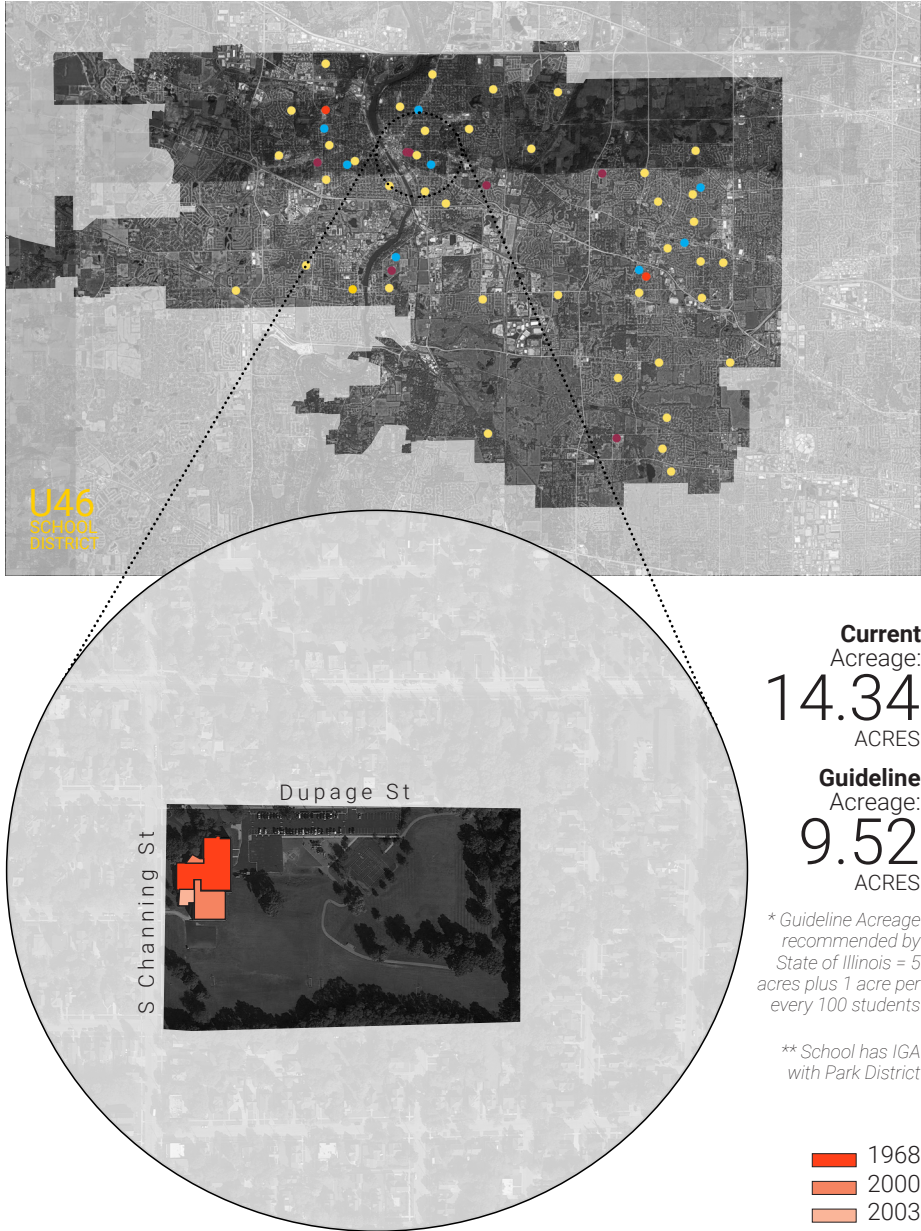 U46
SCHOOL
DISTRICT
Current
Acreage:
14.34
ACRES
Guideline
Acreage:
9.52
ACRES
* Guideline Acreage
recommended by
State of Illinois = 5
acres plus 1 acre per
every 100 students
** School has IGA
with Park District
Dupage St
S Channing St
1968
2000
2003